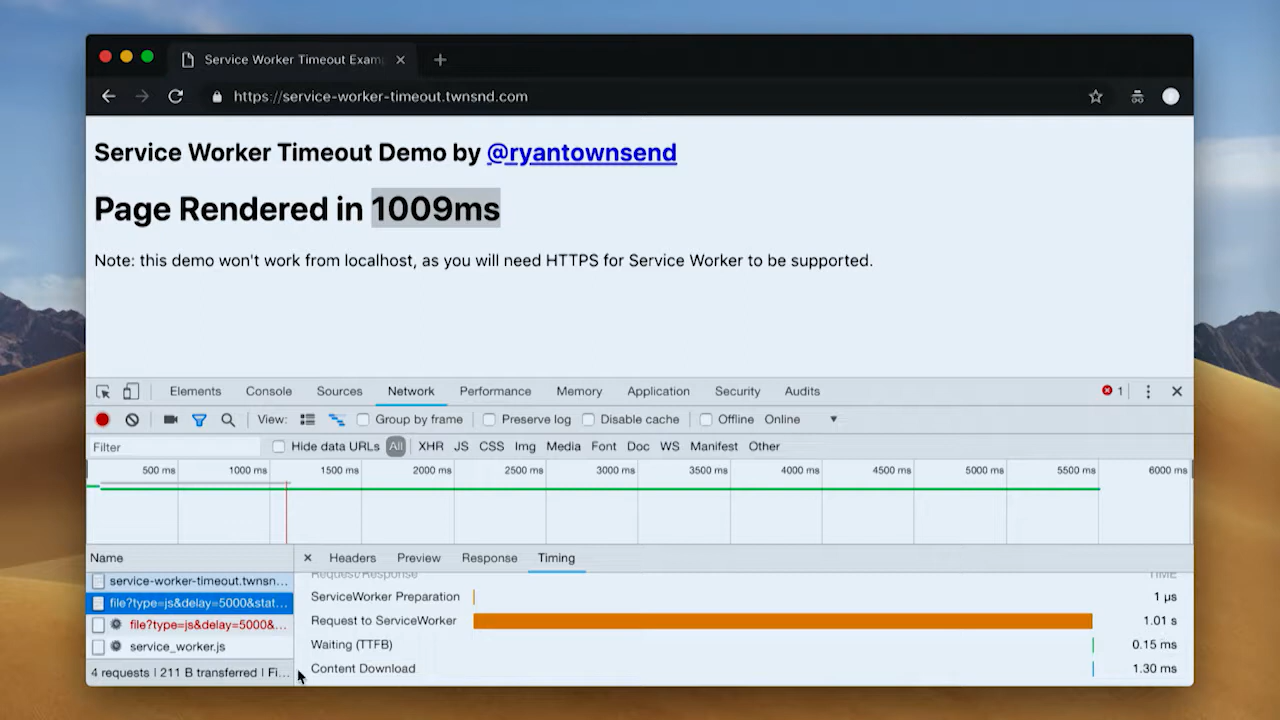 Service Worker Timeout Exam
https://service-worker-timeout.twnsnd.com
Service Worker Timeout Demo by @ryantownsend
Page Rendered in 1009ms
Note: this demo won't work from localhost, as you will need HTTPS for Service Worker to be supported.
Elements Console Sources Network Performance Memory Application Security Audits 1
View: Group by frame Preserve log Disable cache Offline Online
Filter Hide data URLs All XHR JS CSS Img Media Font Doc WS Manifest Other
500 ms 1000 ms 1500 ms 2000 ms 2500 ms 3000 ms 3500 ms 4000 ms 4500 ms 5000 ms 5500 ms 6000 ms
Name Headers Preview Response Timing
Request/Response TIME
service-worker-timeout.twnsn...
ServiceWorker Preparation 1 µs
file?type=js&delay=5000&stat...
Request to ServiceWorker 1.01 s
file?type=js&delay=5000&...
Waiting (TTFB) 0.15 ms
service_worker.js
Content Download 1.30 ms
4 requests | 211 B transferred | Fi...